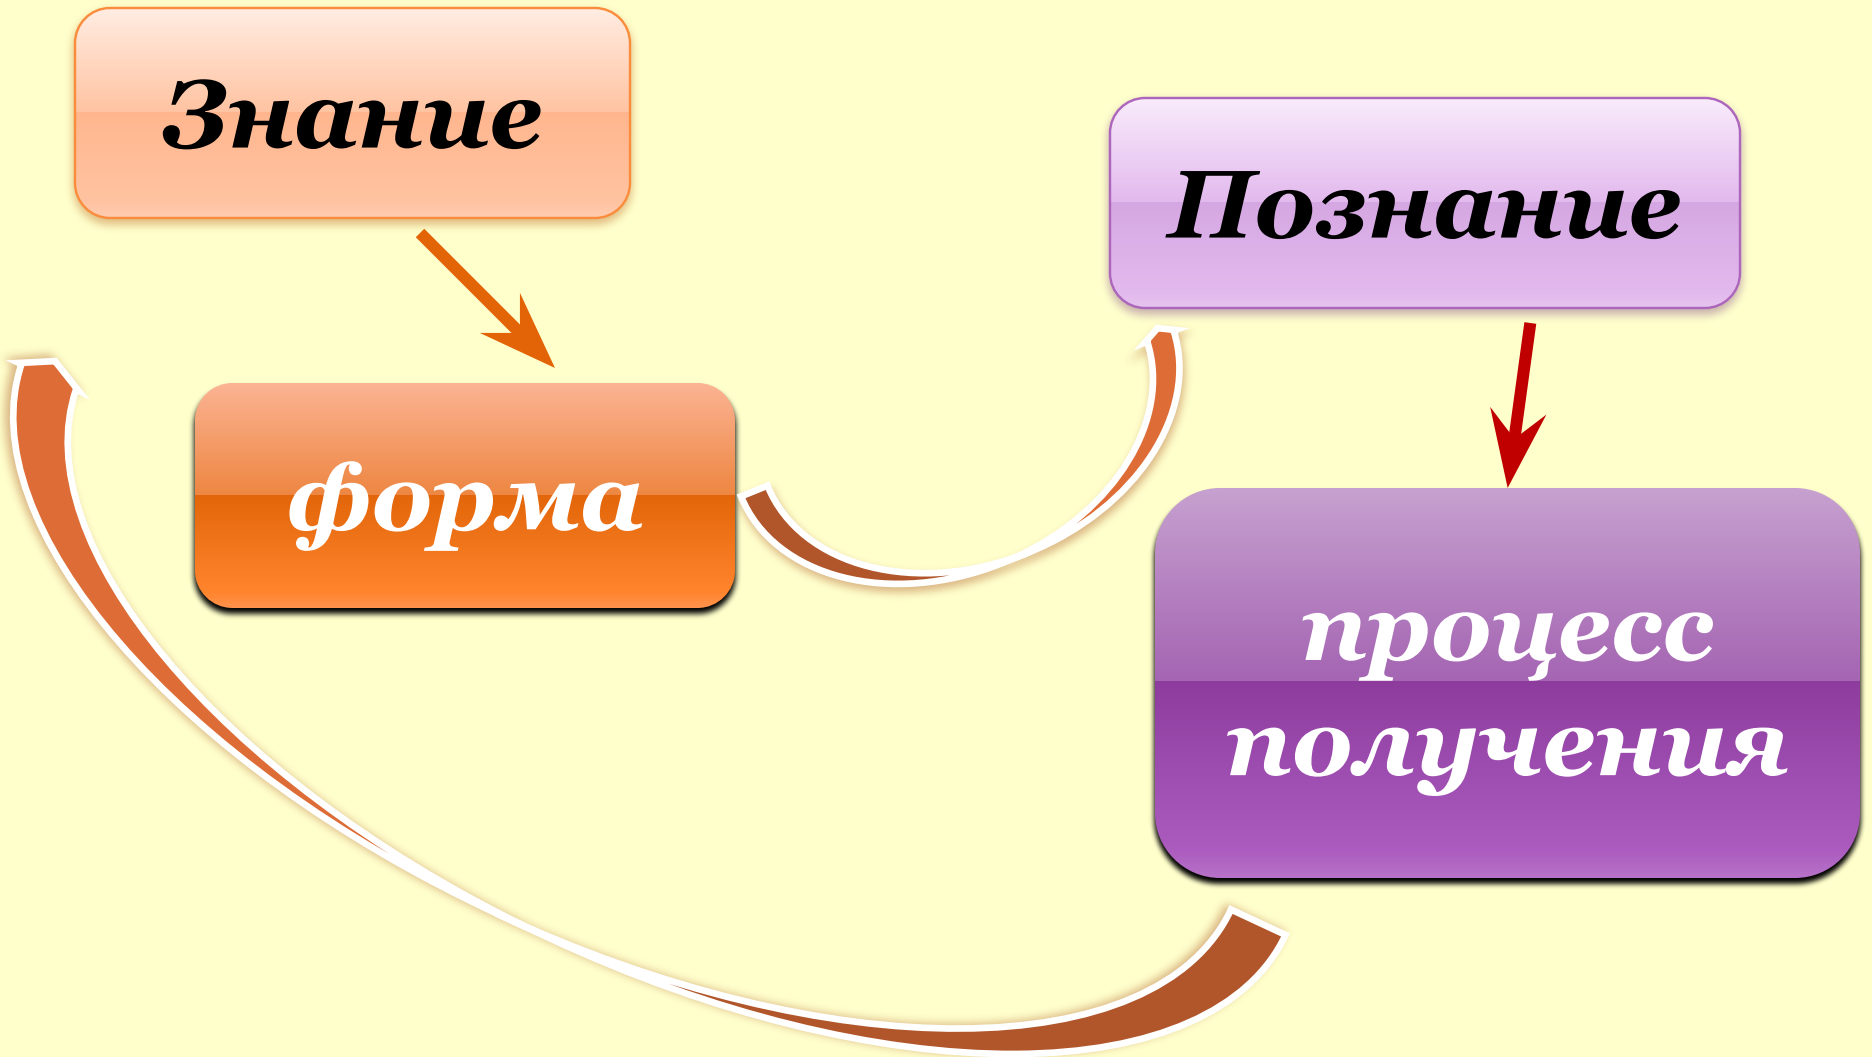 Знание
Познание
форма
процесс
получения